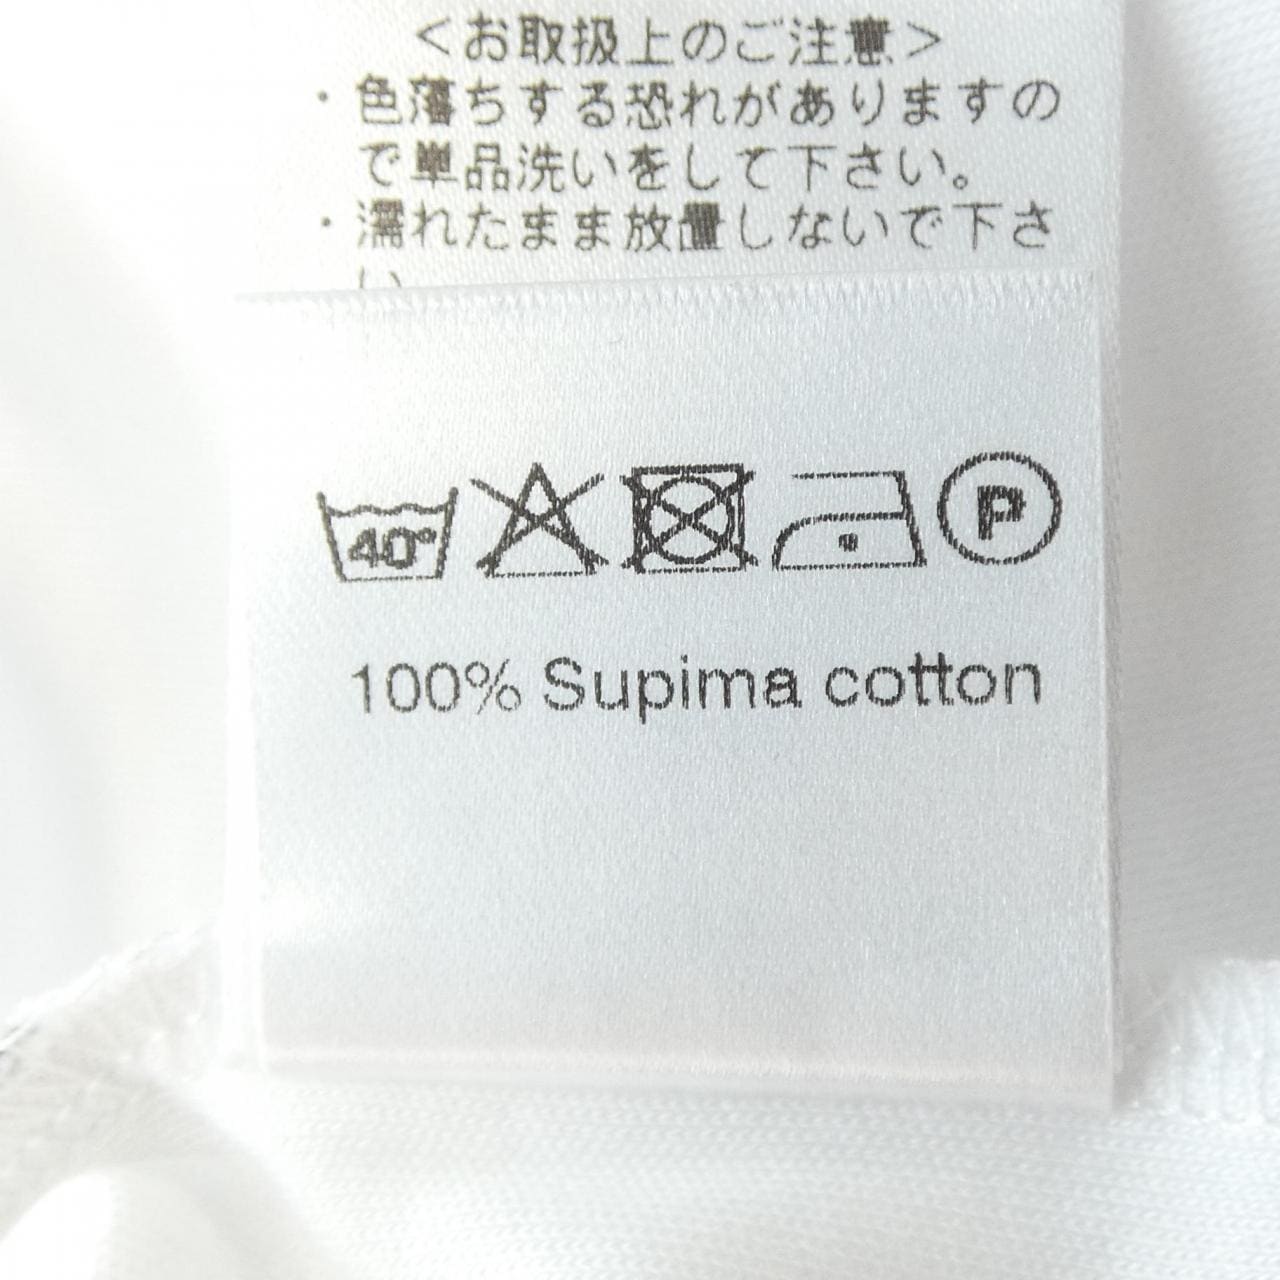 <お取扱上のご注意>
・色落ちする恐れがありますの
で単品洗いをして下さい。
・濡れたまま放置しないで下さ
い
40°
P
100% Supima cotton